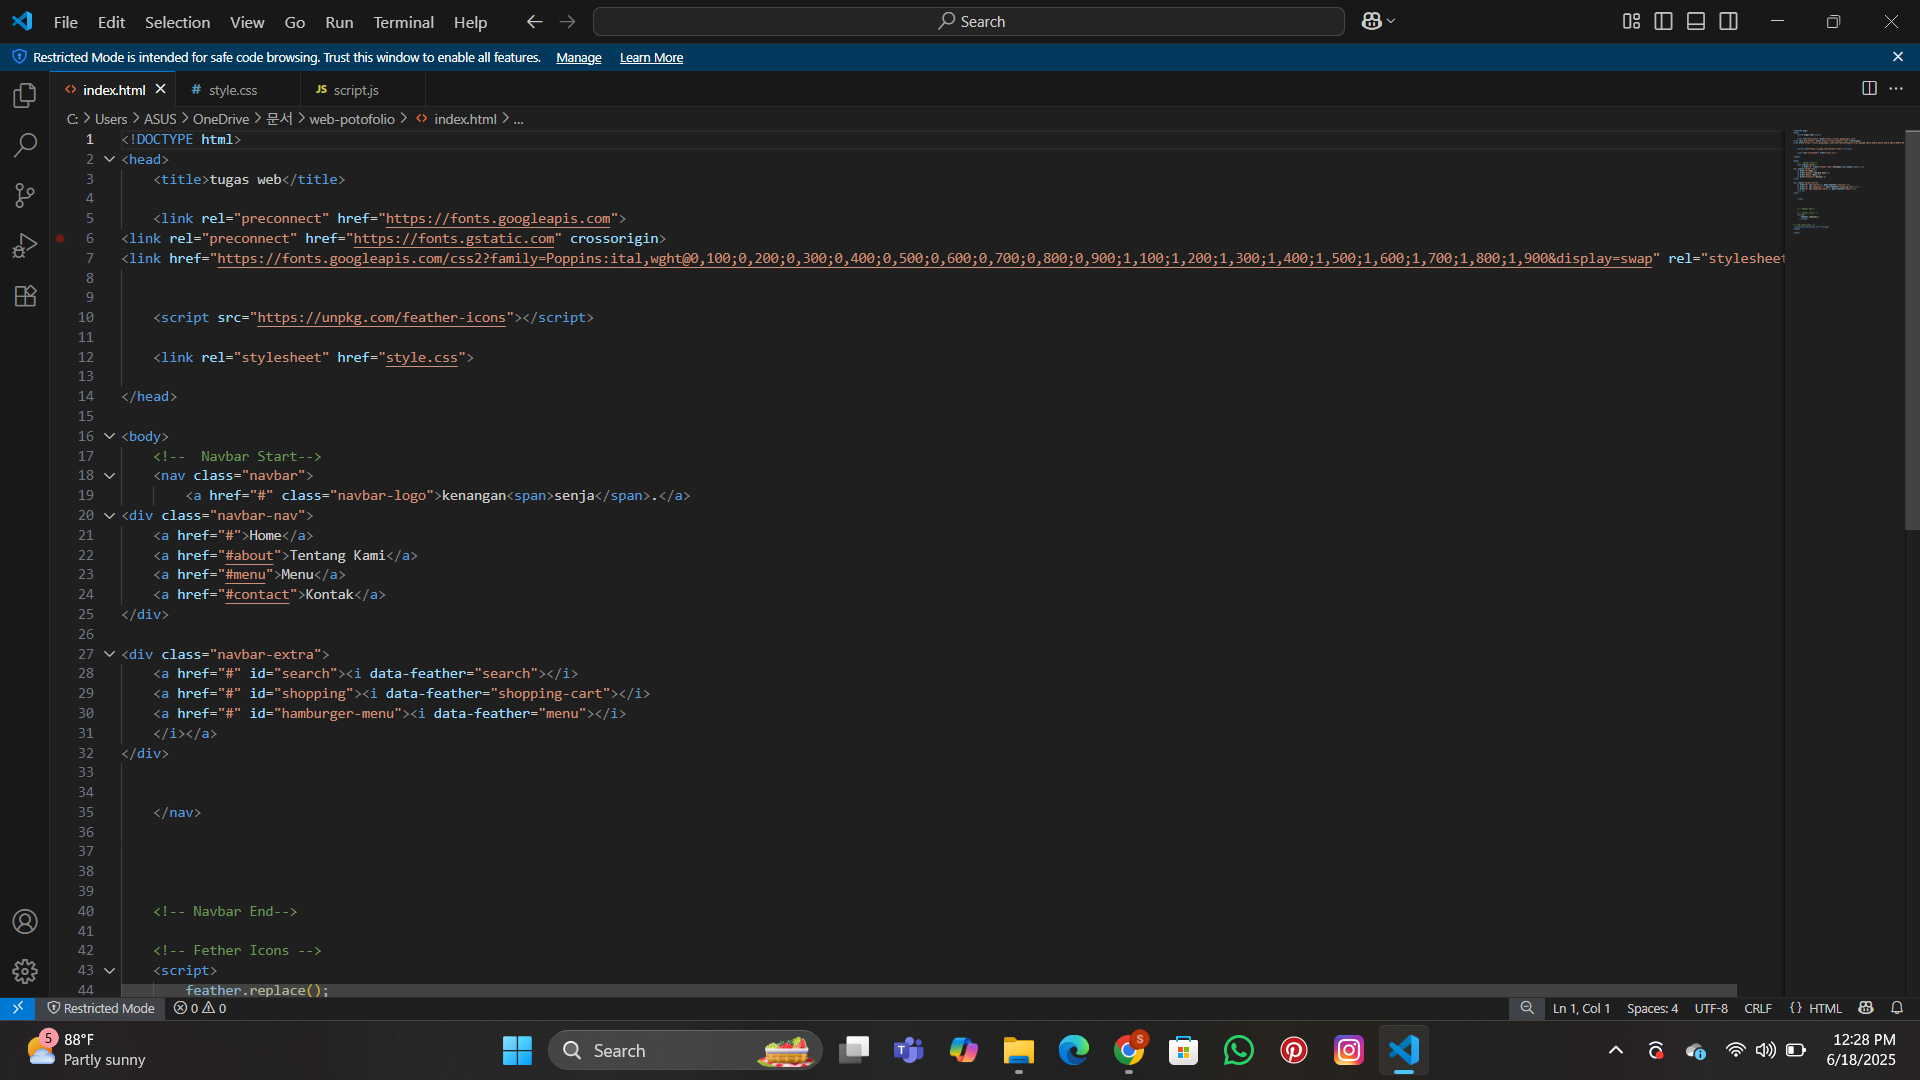 File Edit Selection View Go Run Terminal Help
Search
Restricted Mode is intended for safe code browsing. Trust this window to enable all features. Manage Learn More
index.html
# style.css
JS script.js
C: > Users > ASUS > OneDrive > 문서 > web-potofolio > index.html > ...
1 <!DOCTYPE html>
2 <head>
3 <title>tugas web</title>
4
5 <link rel="preconnect" href="https://fonts.googleapis.com">
6 <link rel="preconnect" href="https://fonts.gstatic.com" crossorigin>
7 <link href="https://fonts.googleapis.com/css2?family=Poppins:ital,wght@0,100;0,200;0,300;0,400;0,500;0,600;0,700;0,800;0,900;1,100;1,200;1,300;1,400;1,500;1,600;1,700;1,800;1,900&display=swap" rel="stylesheet
8
9
10 <script src="https://unpkg.com/feather-icons"></script>
11
12 <link rel="stylesheet" href="style.css">
13
14 </head>
15
16 <body>
17 <!--  Navbar Start-->
18 <nav class="navbar">
19 <a href="#" class="navbar-logo">kenangan<span>senja</span>.</a>
20 <div class="navbar-nav">
21 <a href="#">Home</a>
22 <a href="#about">Tentang Kami</a>
23 <a href="#menu">Menu</a>
24 <a href="#contact">Kontak</a>
25 </div>
26
27 <div class="navbar-extra">
28 <a href="#" id="search"><i data-feather="search"></i>
29 <a href="#" id="shopping"><i data-feather="shopping-cart"></i>
30 <a href="#" id="hamburger-menu"><i data-feather="menu"></i>
31 </i></a>
32 </div>
33
34
35 </nav>
36
37
38
39
40 <!-- Navbar End-->
41
42 <!-- Fether Icons -->
43 <script>
44 feather.replace();
Restricted Mode 0 0 Ln 1, Col 1 Spaces: 4 UTF-8 CRLF {} HTML
5 88°F
Partly sunny
Search
S
12:28 PM
6/18/2025